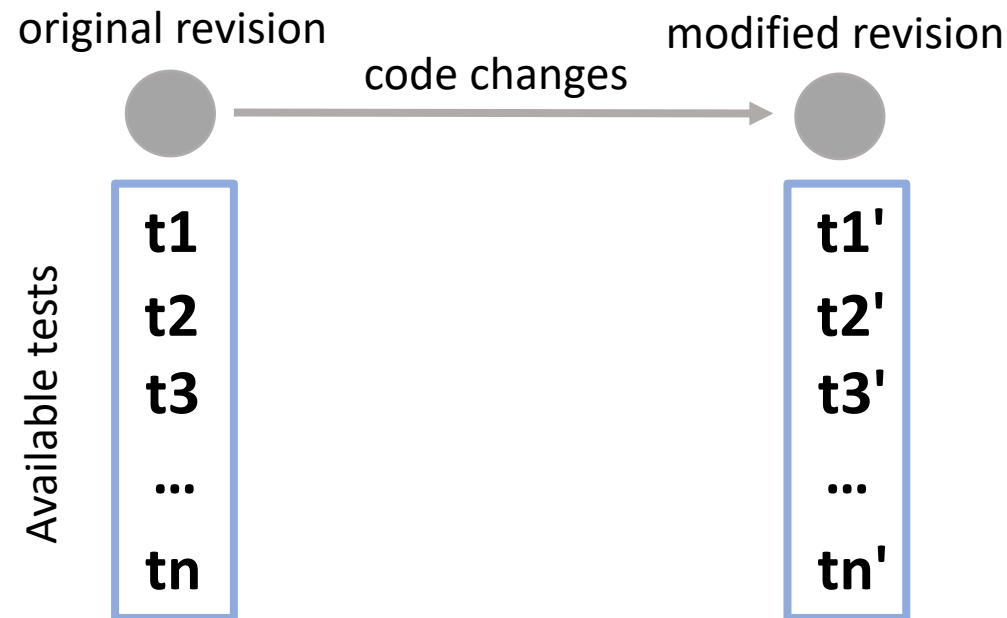 original revision
modified revision
code changes
Available tests
t1
t2
t3
...
tn
t1'
t2'
t3'
...
tn'